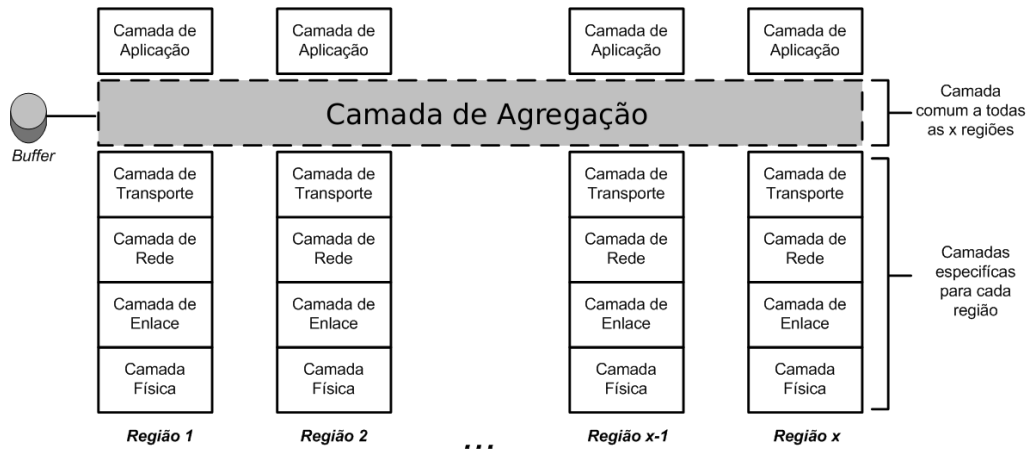 Camada de
Aplicação
Camada de
Aplicação
Camada de
Aplicação
Camada de
Aplicação
Camada de Agregação
Buffer
Camada
comum a todas
as x regiões
Camada de
Transporte
Camada de
Transporte
Camada de
Transporte
Camada de
Transporte
Camada de
Rede
Camada de
Rede
Camada de
Rede
Camada de
Rede
Camada de
Enlace
Camada de
Enlace
Camada de
Enlace
Camada de
Enlace
Camada
Física
Camada
Física
Camada
Física
Camada
Física
Camadas
especifícas
para cada
região
Região 1
Região 2
...
Região x-1
Região x